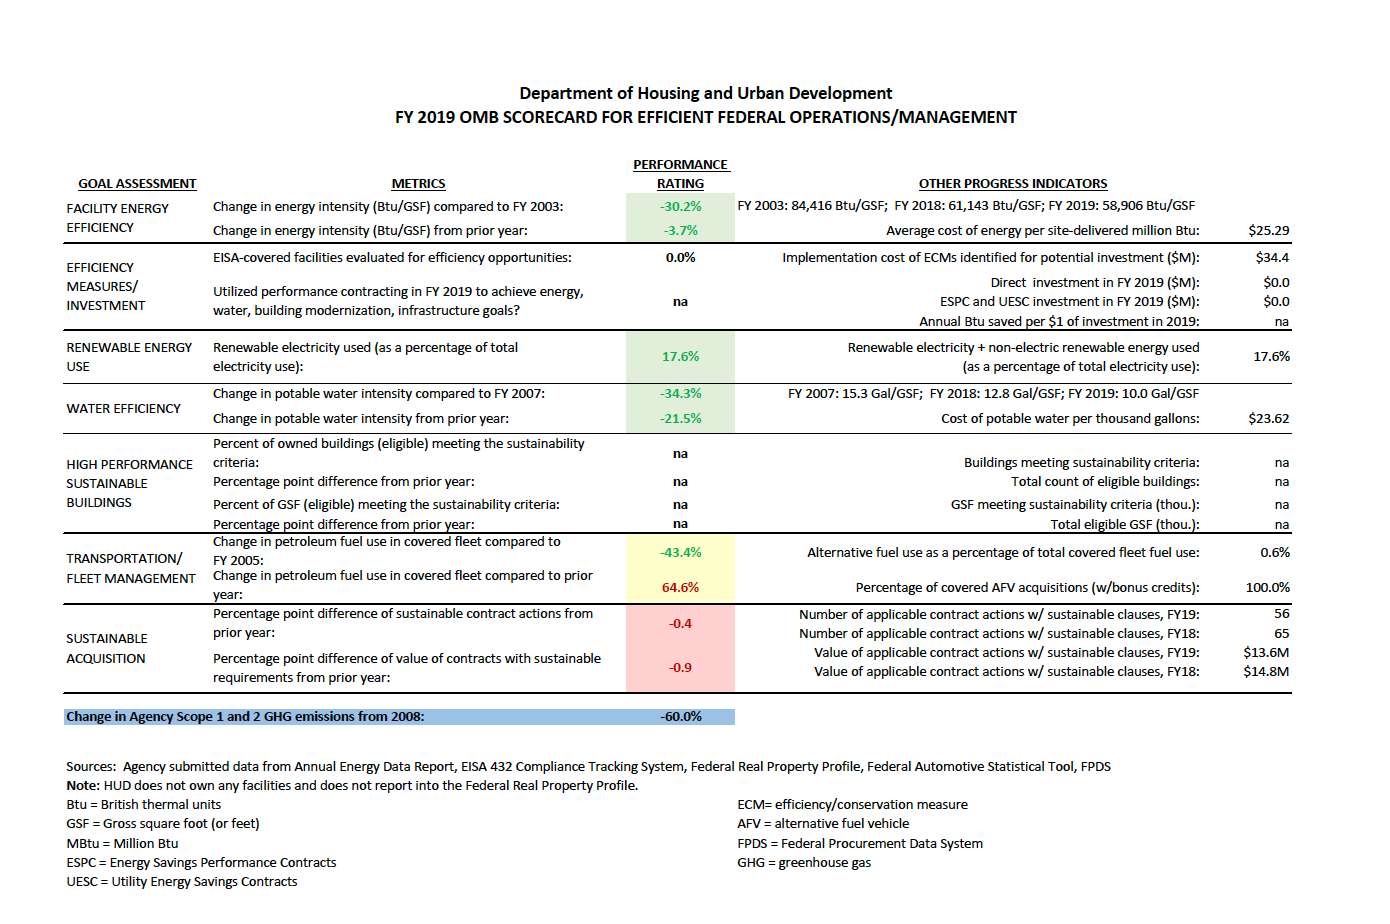 Department of Housing and Urban Development
FY 2019 OMB SCORECARD FOR EFFICIENT FEDERAL OPERATIONS/MANAGEMENT
PERFORMANCE
GOAL ASSESSMENT METRICS RATING OTHER PROGRESS INDICATORS
FACILITY ENERGY
EFFICIENCY
Change in energy intensity (Btu/GSF) compared to FY 2003: -30.2% FY 2003: 84,416 Btu/GSF; FY 2018: 61,143 Btu/GSF; FY 2019: 58,906 Btu/GSF
Change in energy intensity (Btu/GSF) from prior year: -3.7% Average cost of energy per site-delivered million Btu: $25.29
EFFICIENCY
MEASURES/
INVESTMENT
EISA-covered facilities evaluated for efficiency opportunities: 0.0% Implementation cost of ECMs identified for potential investment ($M): $34.4
Utilized performance contracting in FY 2019 to achieve energy,
water, building modernization, infrastructure goals?
na
Direct investment in FY 2019 ($M): $0.0
ESPC and UESC investment in FY 2019 ($M): $0.0
Annual Btu saved per $1 of investment in 2019: na
RENEWABLE ENERGY
USE
Renewable electricity used (as a percentage of total
electricity use):
17.6%
Renewable electricity + non-electric renewable energy used
(as a percentage of total electricity use):
17.6%
WATER EFFICIENCY
Change in potable water intensity compared to FY 2007: -34.3% FY 2007: 15.3 Gal/GSF; FY 2018: 12.8 Gal/GSF; FY 2019: 10.0 Gal/GSF
Change in potable water intensity from prior year: -21.5% Cost of potable water per thousand gallons: $23.62
HIGH PERFORMANCE
SUSTAINABLE
BUILDINGS
Percent of owned buildings (eligible) meeting the sustainability
criteria:
na
Buildings meeting sustainability criteria: na
Percentage point difference from prior year: na Total count of eligible buildings: na
Percent of GSF (eligible) meeting the sustainability criteria: na GSF meeting sustainability criteria (thou.): na
Percentage point difference from prior year: na Total eligible GSF (thou.): na
TRANSPORTATION/
FLEET MANAGEMENT
Change in petroleum fuel use in covered fleet compared to
FY 2005:
-43.4% Alternative fuel use as a percentage of total covered fleet fuel use: 0.6%
Change in petroleum fuel use in covered fleet compared to prior
year:
64.6% Percentage of covered AFV acquisitions (w/bonus credits): 100.0%
SUSTAINABLE
ACQUISITION
Percentage point difference of sustainable contract actions from
prior year:
-0.4
Number of applicable contract actions w/ sustainable clauses, FY19: 56
Number of applicable contract actions w/ sustainable clauses, FY18: 65
Percentage point difference of value of contracts with sustainable
requirements from prior year:
-0.9
Value of applicable contract actions w/ sustainable clauses, FY19: $13.6M
Value of applicable contract actions w/ sustainable clauses, FY18: $14.8M
Change in Agency Scope 1 and 2 GHG emissions from 2008: -60.0%
Sources: Agency submitted data from Annual Energy Data Report, EISA 432 Compliance Tracking System, Federal Real Property Profile, Federal Automotive Statistical Tool, FPDS
Note: HUD does not own any facilities and does not report into the Federal Real Property Profile.
Btu = British thermal units
GSF = Gross square foot (or feet)
MBtu = Million Btu
ESPC = Energy Savings Performance Contracts
UESC = Utility Energy Savings Contracts
ECM= efficiency/conservation measure
AFV = alternative fuel vehicle
FPDS = Federal Procurement Data System
GHG = greenhouse gas